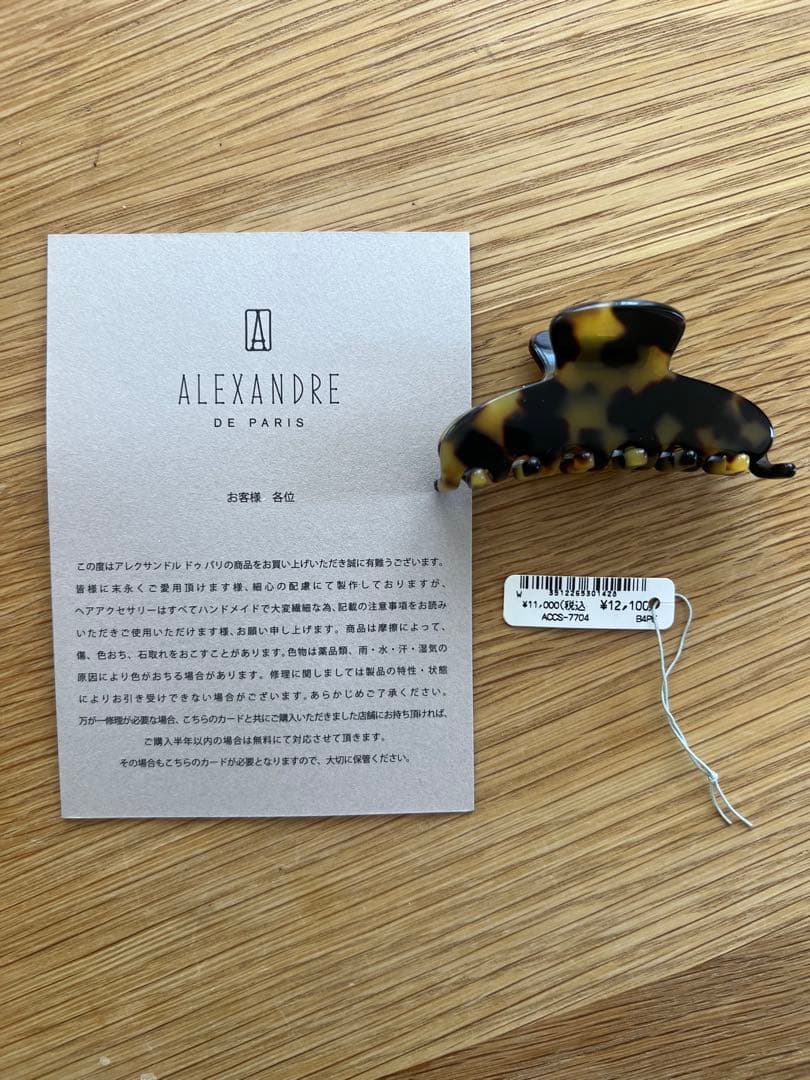 A
ALEXANDRE
DE PARIS
お客様 各位
この度はアレクサンドル ドゥ パリの商品をお買い上げいただき誠に有難うございます。
皆様に末永くご愛用頂けます様、細心の配慮にて製作しておりますが、
ヘアアクセサリーはすべてハンドメイドで大変繊細な為、記載の注意事項をお読み
いただきご使用いただけます様、お願い申し上げます。商品は摩擦によって、
傷、色おち、石取れをおこすことがあります。色物は薬品類、雨・水・汗・湿気の
原因により色がおちる場合があります。修理に関しましては製品の特性・状態
によりお引き受けできない場合がございます。あらかじめご了承ください。
万が一修理が必要な場合、こちらのカードと共にご購入いただきました店舗にお持ち頂ければ、
ご購入半年以内の場合は無料にて対応させて頂きます。
その場合もこちらのカードが必要となりますので、大切に保管ください。
W
3512265301420
¥11,000(税込 ¥12,100
ACCS-7704